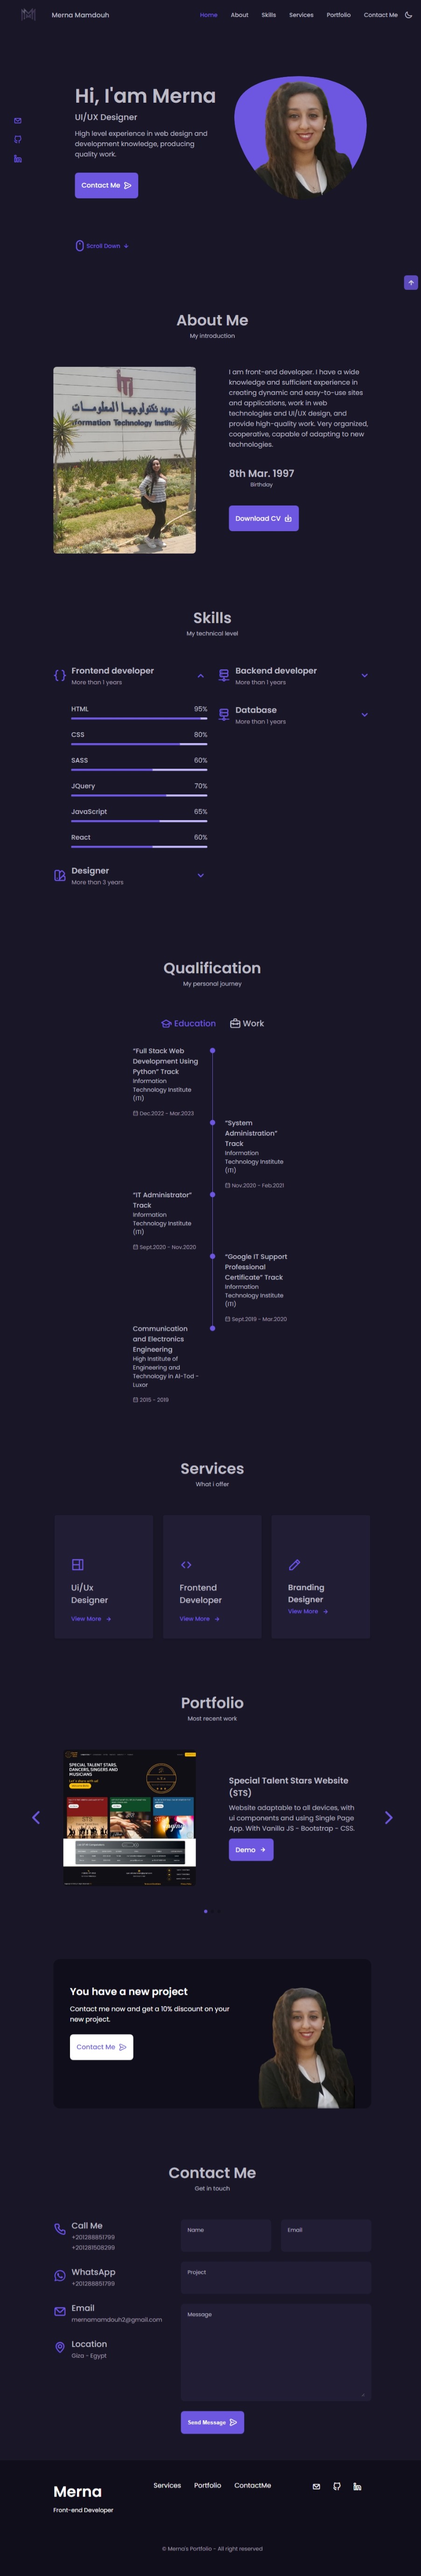 Merna Mamdouh
Home
About
Skills
Services
Portfolio
Contact Me
Hi, I'am Merna
UI/UX Designer
High level experience in web design and
development knowledge, producing
quality work.
Contact Me
Scroll Down
About Me
My Introduction
معهد تكنولوجيا المعلومات
formation Technology Institu
I am front-end developer. I have a wide
knowledge and sufficient experience in
creating dynamic and easy-to-use sites
and applications, work in web
technologies and UI/UX design, and
provide high-quality work. Very organized,
cooperative, capable of adapting to new
technologies.
8th Mar. 1997
Birthday
Download CV
Skills
My technical level
Frontend developer
More than 1 years
HTML 95%
CSS 80%
SASS 60%
JQuery 70%
JavaScript 65%
React 60%
Designer
More than 3 years
Backend developer
More than 1 years
Database
More than 1 years
Qualification
My personal journey
Education
Work
"Full Stack Web
Development Using
Python" Track
Information
Technology Institute
(ITI)
Dec.2022 - Mar.2023
"System
Administration"
Track
Information
Technology Institute
(ITI)
Nov.2020 - Feb.2021
"IT Administrator"
Track
Information
Technology Institute
(ITI)
Sept.2020 - Nov.2020
"Google IT Support
Professional
Certificate" Track
Information
Technology Institute
(ITI)
Sept.2019 - Mar.2020
Communication
and Electronics
Engineering
High Institute of
Engineering and
Technology in Al-Tod -
Luxor
2015 - 2019
Services
What i offer
Ui/Ux
Designer
View More
Frontend
Developer
View More
Branding
Designer
View More
Portfolio
Most recent work
SPECIAL TALENT STARS,
DANCERS, SINGERS AND
MUSICIANS
Special Talent Stars Website
(STS)
Website adaptable to all devices, with
ui components and using Single Page
App. With Vanilla JS - Bootstrap - CSS.
Demo
You have a new project
Contact me now and get a 10% discount on your
new project.
Contact Me
Contact Me
Get in touch
Call Me
+201288851799
+201281508299
WhatsApp
+201288851799
Email
mernamamdouh2@gmail.com
Location
Giza - Egypt
Name
Email
Project
Message
Send Message
Merna
Front-end Developer
Services
Portfolio
ContactMe
© Merna's Portfolio - All right reserved